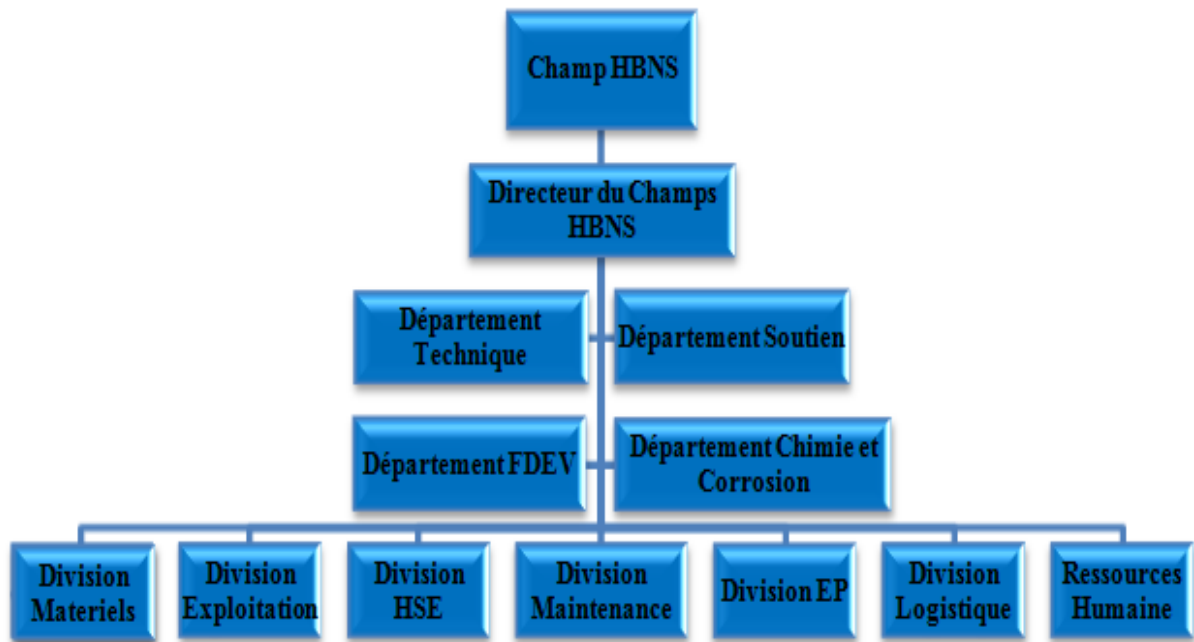 Champ HBNS
Directeur du Champs
HBNS
Département
Technique
Département Soutien
Département FDEV
Département Chimie et
Corrosion
Division
Materiels
Division
Exploitation
Division
HSE
Division
Maintenance
Division EP
Division
Logistique
Ressources
Humaine